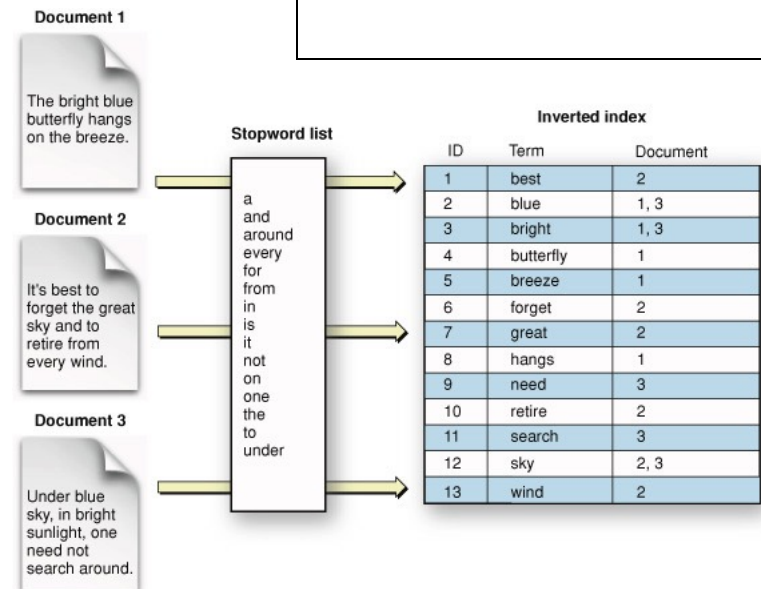 Document 1
The bright blue
butterfly hangs
on the breeze.
Document 2
It's best to
forget the great
sky and to
retire from
every wind.
Document 3
Under blue
sky, in bright
sunlight, one
need not
search around.
Stopword list
a
and
around
every
for
from
in
is
it
not
on
one
the
to
under
Inverted index
ID Term Document
1 best 2
2 blue 1, 3
3 bright 1, 3
4 butterfly 1
5 breeze 1
6 forget 2
7 great 2
8 hangs 1
9 need 3
10 retire 2
11 search 3
12 sky 2, 3
13 wind 2